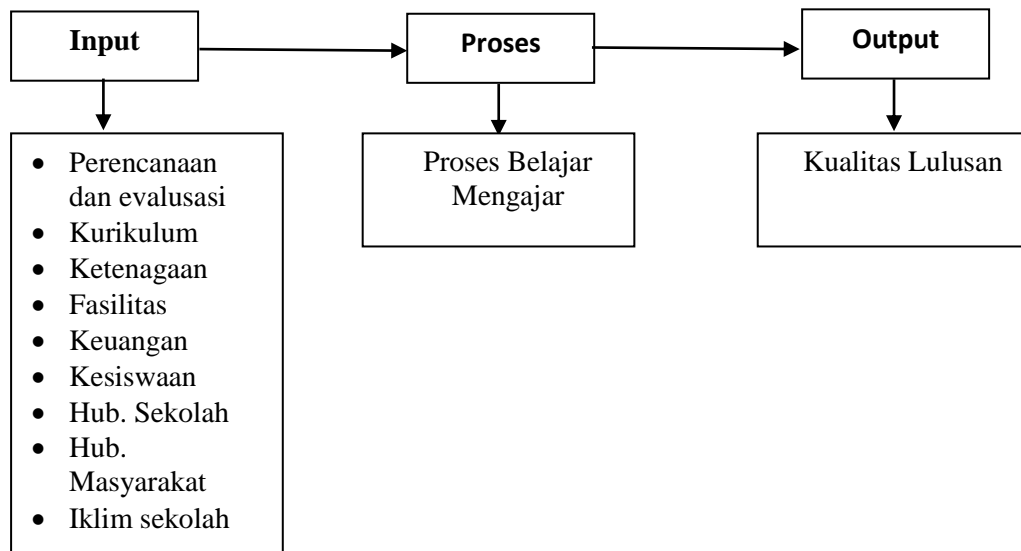 Input
Proses
Output
• Perencanaan
dan evalusasi
• Kurikulum
• Ketenagaan
• Fasilitas
• Keuangan
• Kesiswaan
• Hub. Sekolah
• Hub.
Masyarakat
• Iklim sekolah
Proses Belajar
Mengajar
Kualitas Lulusan